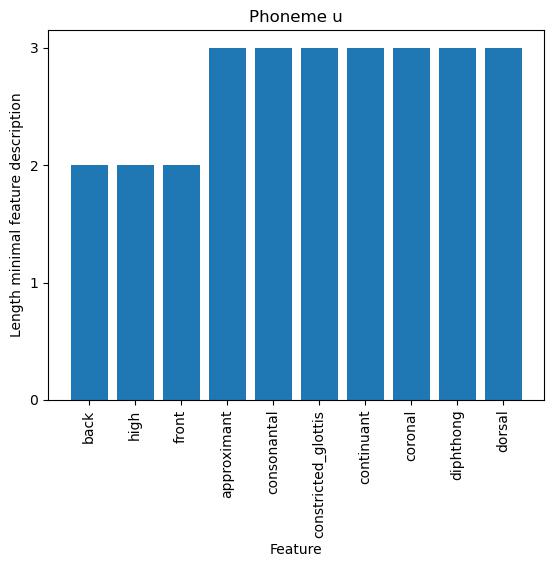 Phoneme u
Length minimal feature description
3
2
1
0
back
high
front
approximant
consonantal
constricted_glottis
continuant
coronal
diphthong
dorsal
Feature